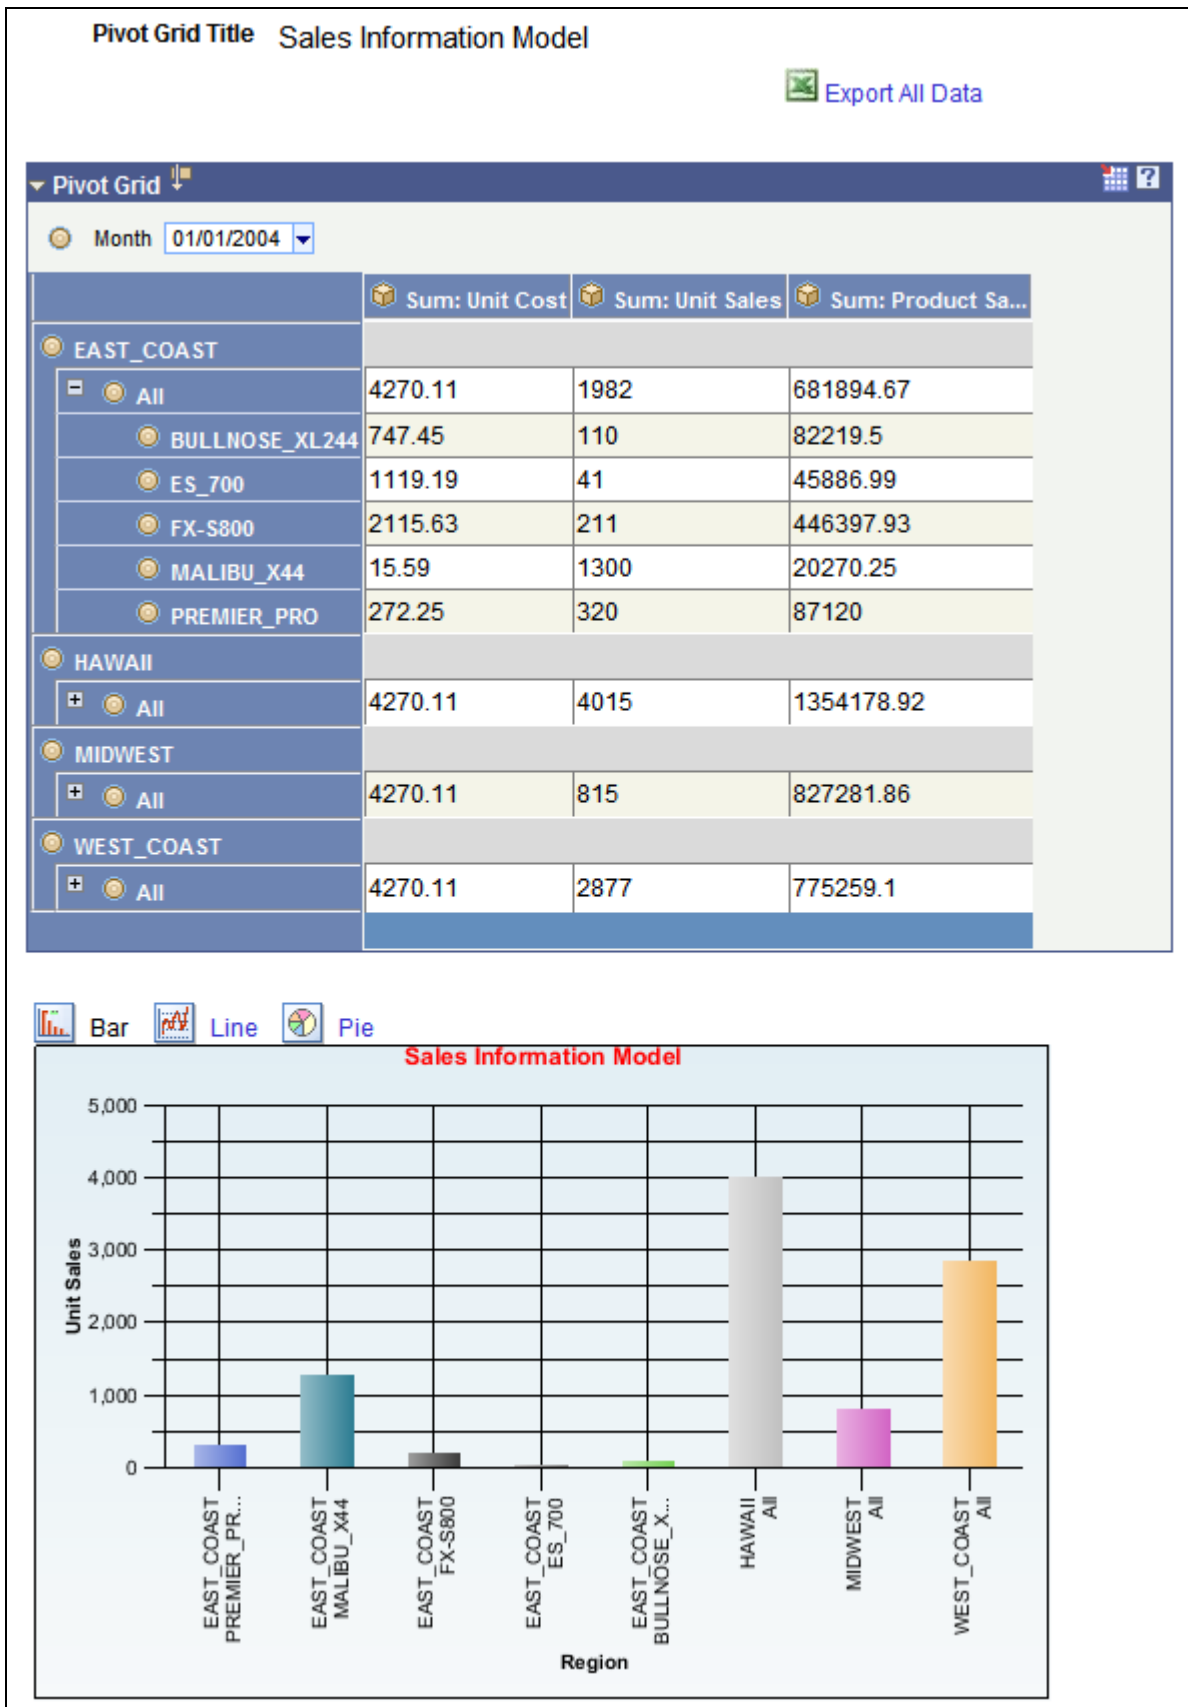 Pivot Grid Title Sales Information Model
Export All Data
Pivot Grid
Month 01/01/2004
Sum: Unit Cost Sum: Unit Sales Sum: Product Sa...
EAST_COAST
All 4270.11 1982 681894.67
BULLNOSE_XL244 747.45 110 82219.5
ES_700 1119.19 41 45886.99
FX-S800 2115.63 211 446397.93
MALIBU_X44 15.59 1300 20270.25
PREMIER_PRO 272.25 320 87120
HAWAII
All 4270.11 4015 1354178.92
MIDWEST
All 4270.11 815 827281.86
WEST_COAST
All 4270.11 2877 775259.1
Bar Line Pie
Sales Information Model
5,000
4,000
3,000
2,000
1,000
0
Unit Sales
EAST_COAST
PREMIER_PR...
EAST_COAST
MALIBU_X44
EAST_COAST
FX-S800
EAST_COAST
ES_700
EAST_COAST
BULLNOSE_X...
HAWAII
All
MIDWEST
All
WEST_COAST
All
Region